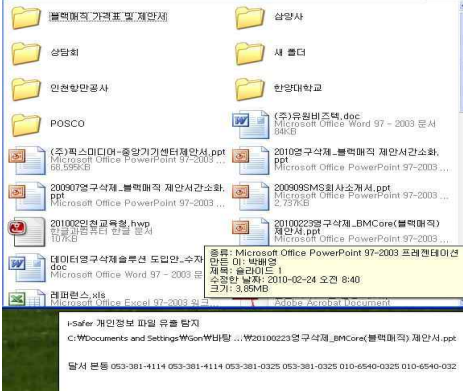 블랙매직 가격표 및 제안서
삼양사
상담회
새 폴더
인천항만공사
한양대학교
POSCO
(주)유원비즈텍,doc
Microsoft Office Word 97 - 2003 문서
84KB
(주)픽스미디어-중앙기기센터제안서,ppt
Microsoft Office PowerPoint 97-2003 ...
68,595KB
2010영구삭제_블랙매직 제안서간소화,
ppt
Microsoft Office PowerPoint 97-2003 ...
200907영구삭제_블랙매직 제안서간소화,
ppt
Microsoft Office PowerPoint 97-2003 ...
200909SMS회사소개서,ppt
Microsoft Office PowerPoint 97-2003 ...
2,737KB
201002인천교육청,hwp
한글과컴퓨터 한글 문서
107KB
20100223영구삭제_BMCore(블랙매직)
제안서,ppt
Microsoft Office PowerPoint 97-2003 ...
데이터영구삭제솔루션 도입안_수자
doc
Microsoft Office Word 97 - 2003 문
종류: Microsoft Office PowerPoint 97-2003 프레젠테이션
만든 이: 박배영
제목: 슬라이드 1
수정한 날짜: 2010-02-24 오전 8:40
크기: 3,85MB
레퍼런스,xls
Microsoft Office Excel 97-2003 워크...
Adobe Acrobat Document
i-Safer 개인정보 파일 유출 탐지
C:\Documents and Settings\Gon\바탕 ...\20100223영구삭제_BMCore(블랙매직) 제안서.ppt
달서 본동 053-381-4114 053-381-4114 053-381-0325 053-381-0325 010-6540-0325 010-6540-032